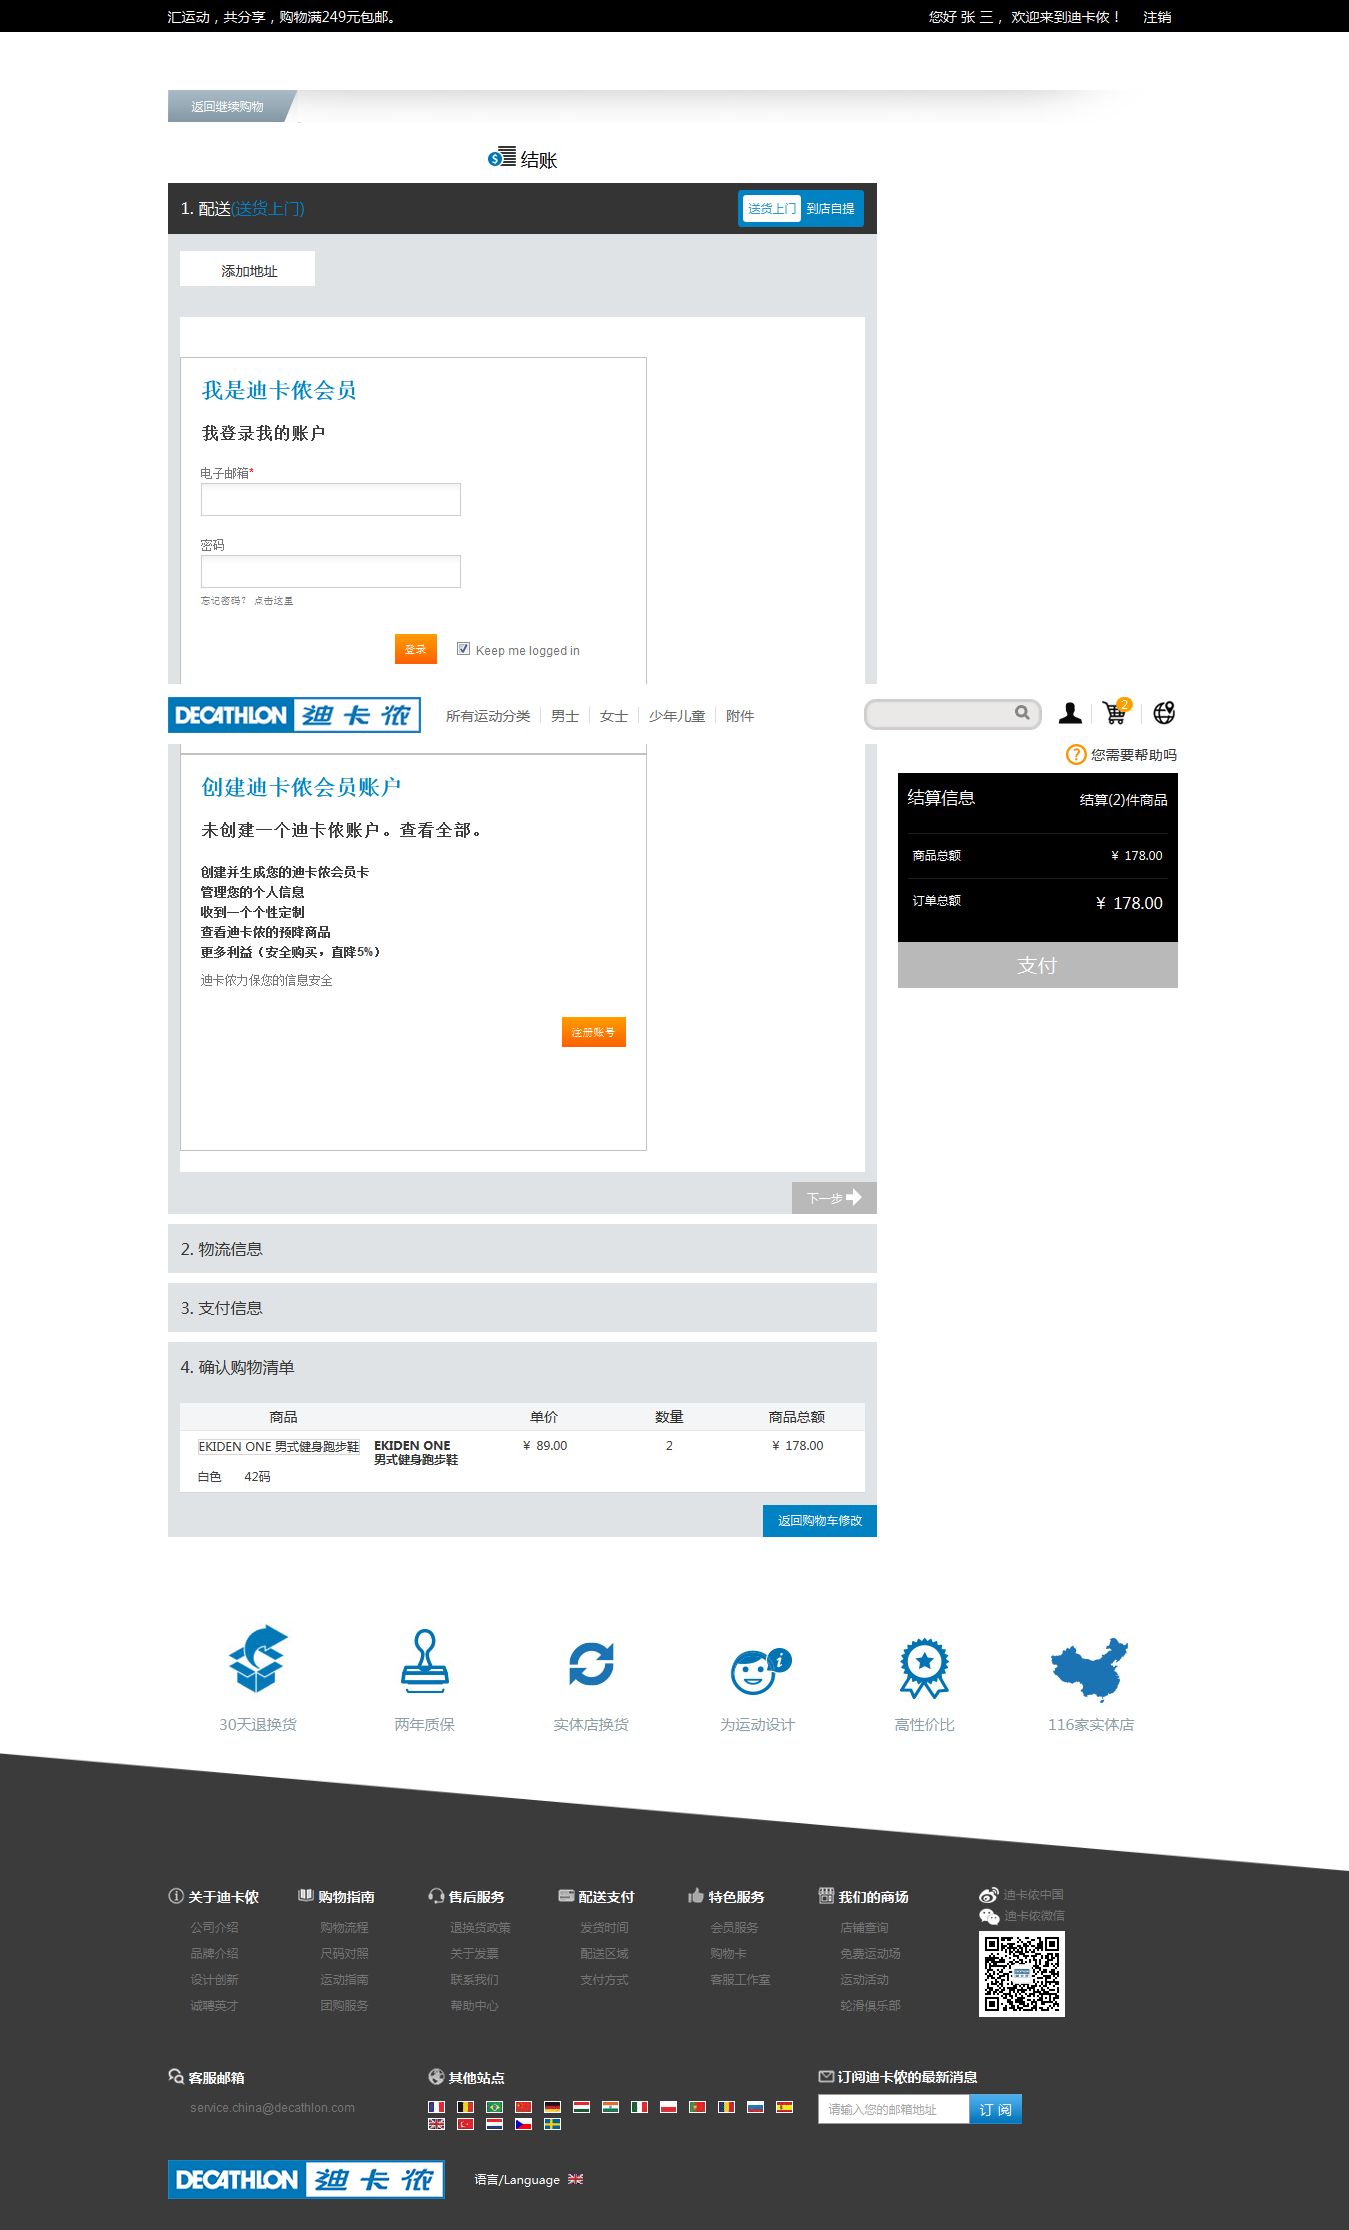 汇运动，共分享，购物满249元包邮。
您好 张 三， 欢迎来到迪卡侬！ 注销
返回继续购物
结账
1. 配送(送货上门)
送货上门 到店自提
添加地址
我是迪卡侬会员
我登录我的账户
电子邮箱*
密码
忘记密码? 点击这里
登录 Keep me logged in
DECATHLON 迪卡侬
所有运动分类 男士 女士 少年儿童 附件
2
您需要帮助吗
创建迪卡侬会员账户
未创建一个迪卡侬账户。查看全部。
创建并生成您的迪卡侬会员卡
管理您的个人信息
收到一个个性定制
查看迪卡侬的预降商品
更多利益（安全购买，直降5%）
迪卡侬力保您的信息安全
注册账号
结算信息 结算(2)件商品
商品总额 ¥ 178.00
订单总额 ¥ 178.00
支付
下一步
2. 物流信息
3. 支付信息
4. 确认购物清单
商品 单价 数量 商品总额
EKIDEN ONE 男式健身跑步鞋 EKIDEN ONE ¥ 89.00 2 ¥ 178.00
男式健身跑步鞋
白色 42码
返回购物车修改
30天退换货 两年质保 实体店换货 为运动设计 高性价比 116家实体店
关于迪卡侬 购物指南 售后服务 配送支付 特色服务 我们的商场 迪卡侬中国
迪卡侬微信
公司介绍 购物流程 退换货政策 发货时间 会员服务 店铺查询
品牌介绍 尺码对照 关于发票 配送区域 购物卡 免费运动场
设计创新 运动指南 联系我们 支付方式 客服工作室 运动活动
诚聘英才 团购服务 帮助中心 轮滑俱乐部
客服邮箱 其他站点 订阅迪卡侬的最新消息
service.china@decathlon.com
请输入您的邮箱地址 订 阅
DECATHLON 迪卡侬
语言/Language